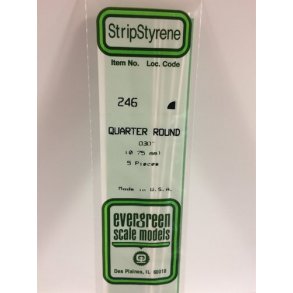 StripStyrene
Item No. Loc. Code
246
QUARTER ROUND
.030"
(0.75 mm)
5 Pieces
Made in U.S.A.
evergreen
scale models
Des Plaines, IL 60018